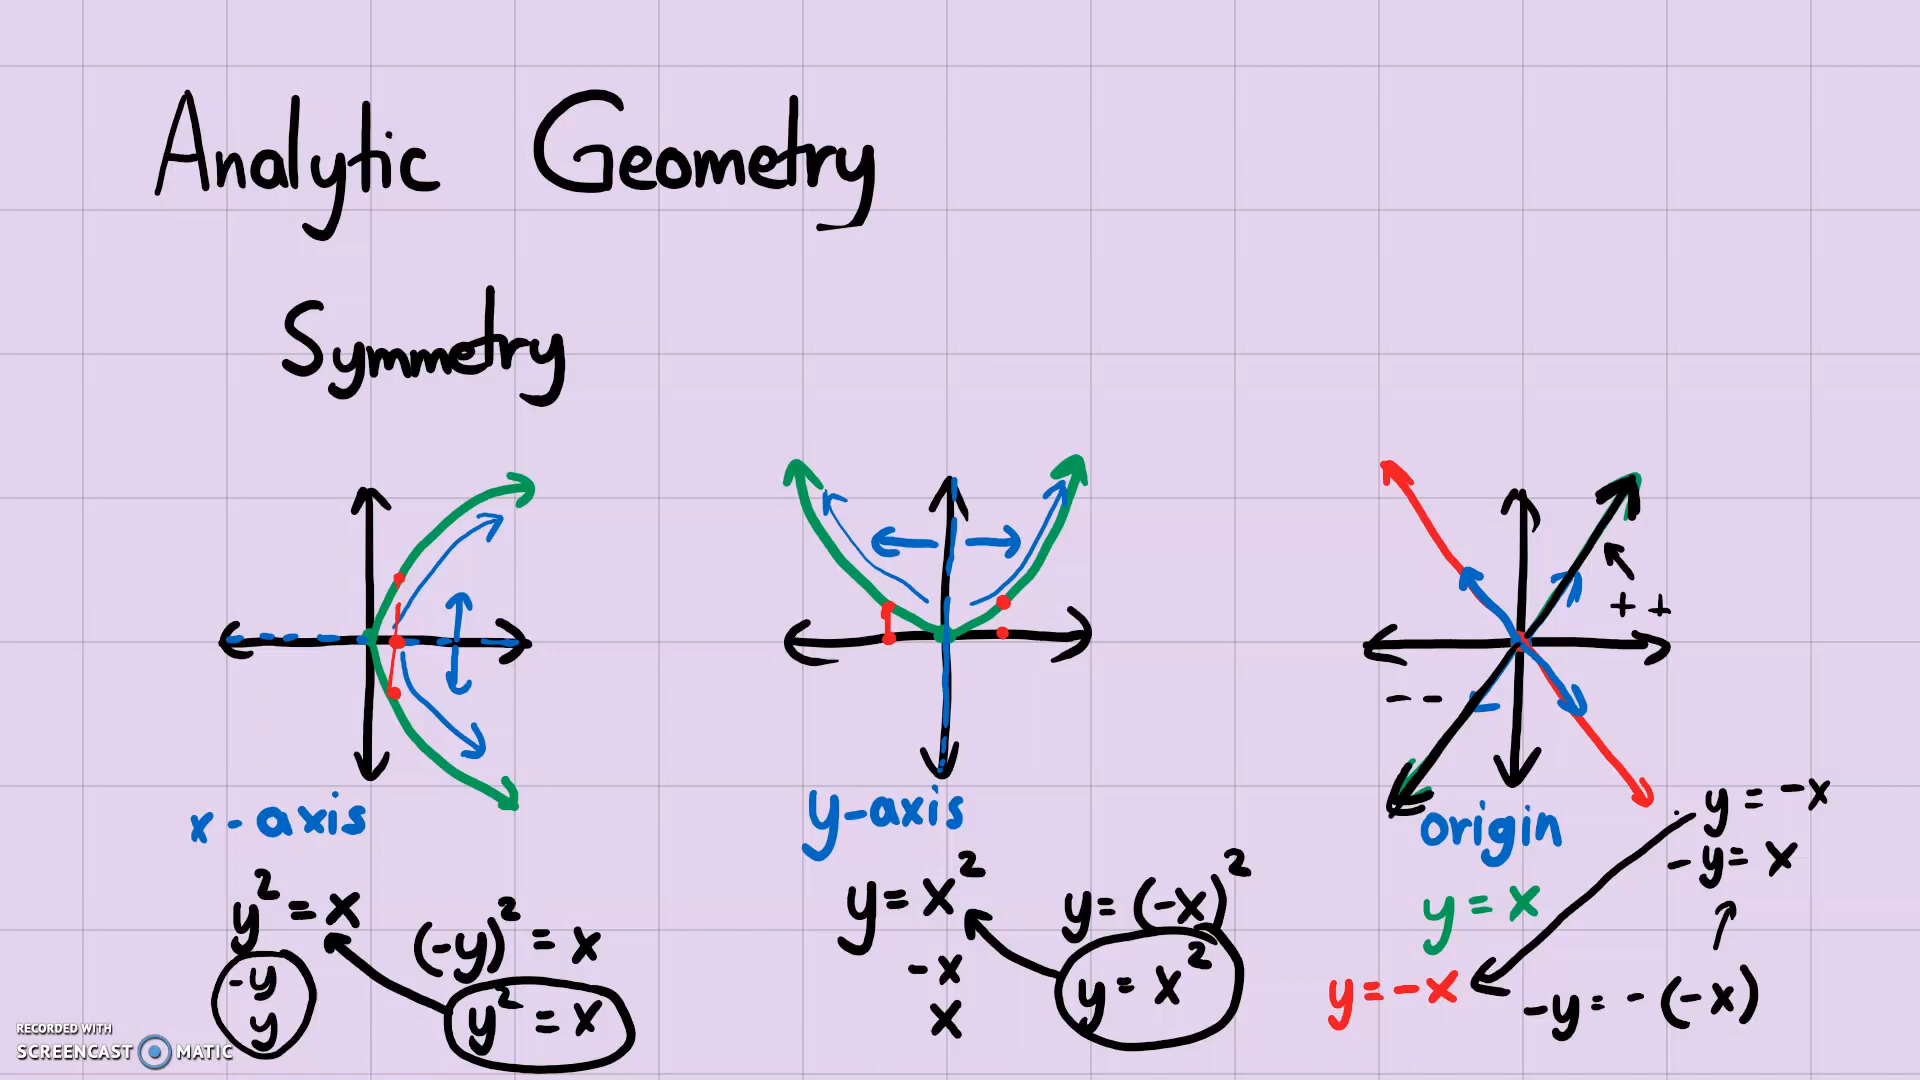 Analytic Geometry
Symmetry
+ +
- -
x-axis
y² = x
-y
y
(-y)² = x
y² = x
y-axis
y = x²
-x
x
y = (-x)²
y = x²
origin
y = x
y = -x
y = -x
-y = x
-y = -(-x)
RECORDED WITH
SCREENCAST MATIC